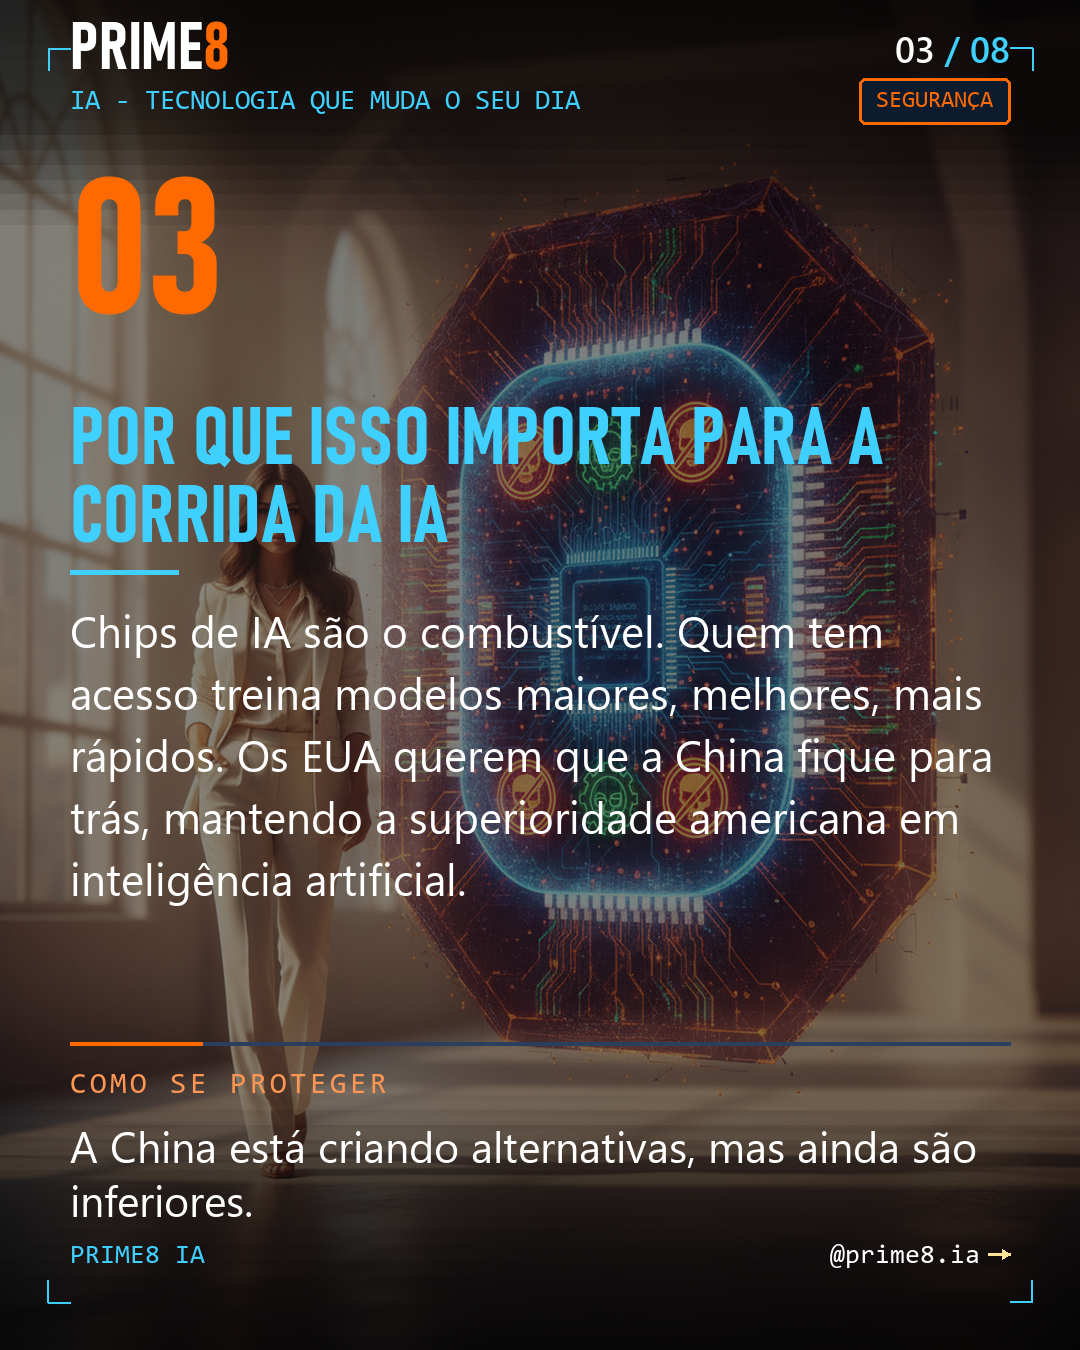 PRIME8
03 / 08
IA - TECNOLOGIA QUE MUDA O SEU DIA
SEGURANÇA
03
POR QUE ISSO IMPORTA PARA A
CORRIDA DA IA
Chips de IA são o combustível. Quem tem
acesso treina modelos maiores, melhores, mais
rápidos. Os EUA querem que a China fique para
trás, mantendo a superioridade americana em
inteligência artificial.
COMO SE PROTEGER
A China está criando alternativas, mas ainda são
inferiores.
PRIME8 IA
@prime8.ia